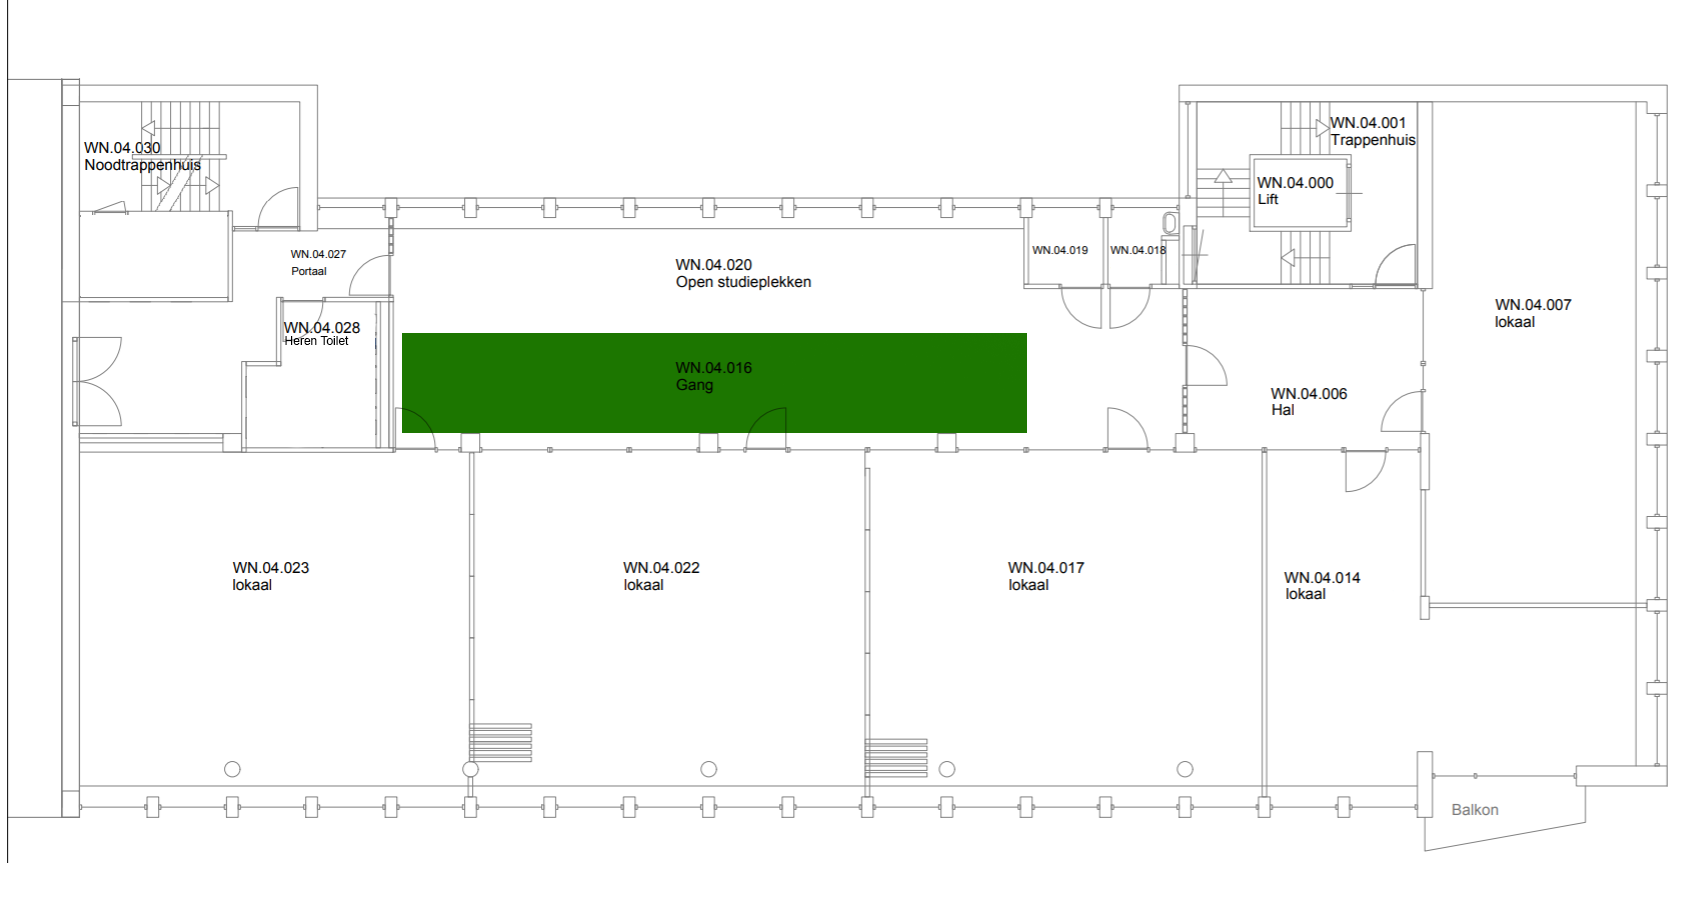 WN.04.030
Noodtrappenhuis
WN.04.001
Trappenhuis
WN.04.000
Lift
WN.04.027
Portaal
WN.04.020
Open studieplekken
WN.04.019
WN.04.018
WN.04.007
lokaal
WN.04.028
Heren Toilet
WN.04.016
Gang
WN.04.006
Hal
WN.04.023
lokaal
WN.04.022
lokaal
WN.04.017
lokaal
WN.04.014
lokaal
Balkon